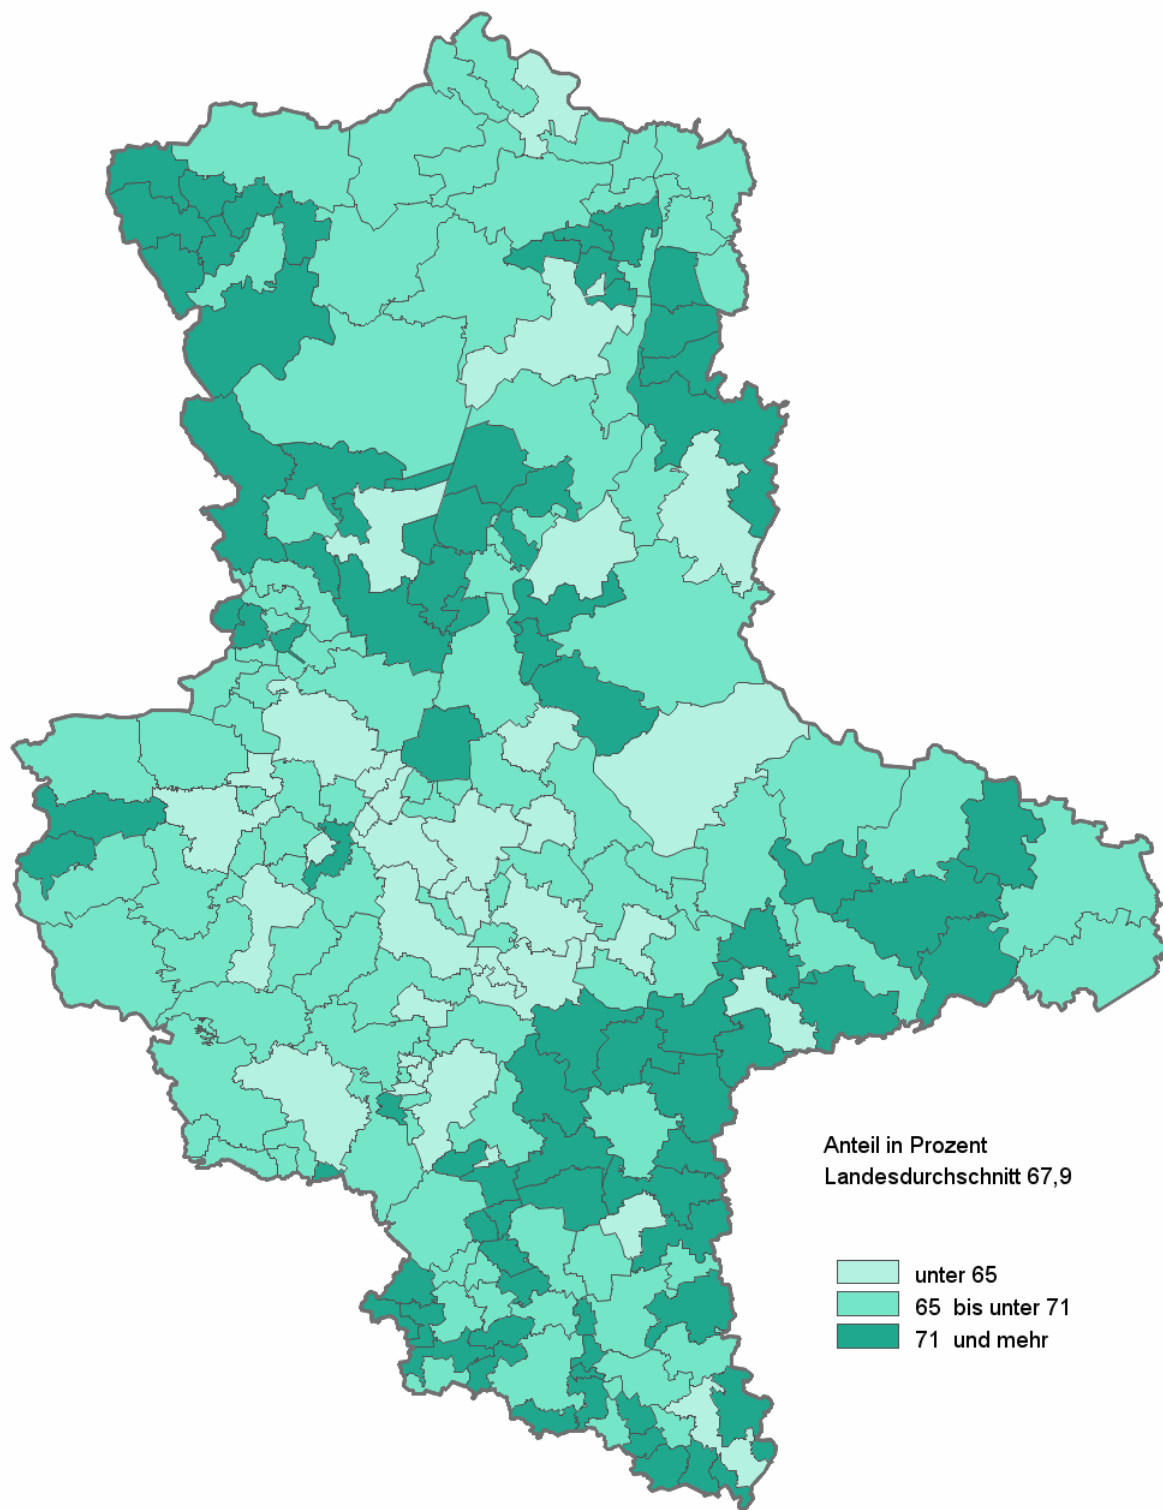 Anteil in Prozent
Landesdurchschnitt 67,9
unter 65
65 bis unter 71
71 und mehr